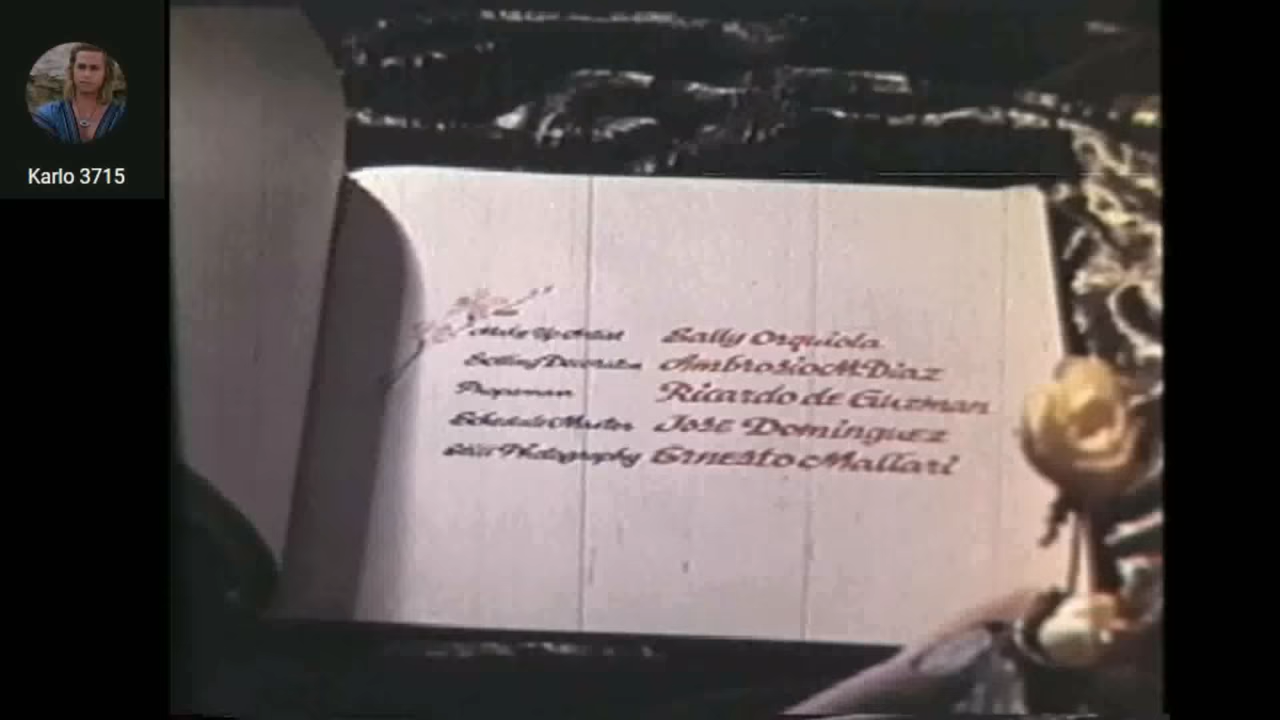 Karlo 3715
Make Up Artist Sally Orquiola
Setting Decorator Ambrosio M Diaz
Propsman Ricardo de Guzman
Schedule Master Jose Dominguez
Still Photography Ernesto Mallari